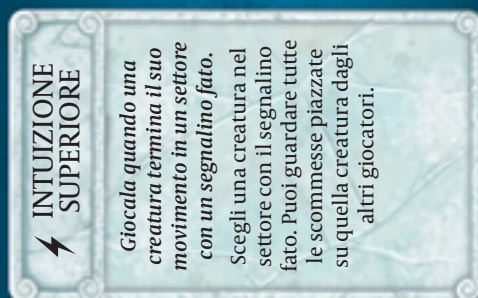 INTUIZIONE
SUPERIORE
Giocala quando una
creatura termina il suo
movimento in un settore
con un segnalino fato.
Scegli una creatura nel
settore con il segnalino
fato. Puoi guardare tutte
le scommesse piazzate
su quella creatura dagli
altri giocatori.